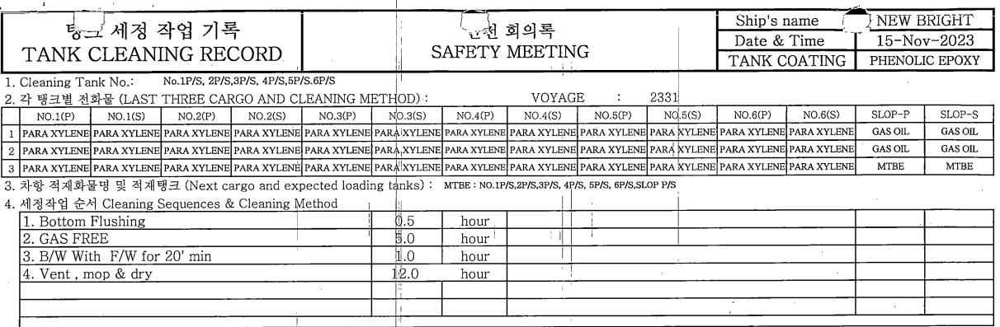 탱크 세정 작업 기록
TANK CLEANING RECORD
안전 회의록
SAFETY MEETING
Ship's name NEW BRIGHT
Date & Time 15-Nov-2023
TANK COATING PHENOLIC EPOXY
1. Cleaning Tank No.: No.1P/S, 2P/S,3P/S, 4P/S,5P/S.6P/S
2. 각 탱크별 전화물 (LAST THREE CARGO AND CLEANING METHOD) : VOYAGE : 2331
NO.1(P) NO.1(S) NO.2(P) NO.2(S) NO.3(P) NO.3(S) NO.4(P) NO.4(S) NO.5(P) NO.5(S) NO.6(P) NO.6(S) SLOP-P SLOP-S
1 PARA XYLENE PARA XYLENE PARA XYLENE PARA XYLENE PARA XYLENE PARA XYLENE PARA XYLENE PARA XYLENE PARA XYLENE PARA XYLENE PARA XYLENE PARA XYLENE GAS OIL GAS OIL
2 PARA XYLENE PARA XYLENE PARA XYLENE PARA XYLENE PARA XYLENE PARA XYLENE PARA XYLENE PARA XYLENE PARA XYLENE PARA XYLENE PARA XYLENE PARA XYLENE GAS OIL GAS OIL
3 PARA XYLENE PARA XYLENE PARA XYLENE PARA XYLENE PARA XYLENE PARA XYLENE PARA XYLENE PARA XYLENE PARA XYLENE PARA XYLENE PARA XYLENE PARA XYLENE MTBE MTBE
3. 차항 적재화물명 및 적재탱크 (Next cargo and expected loading tanks) : MTBE : NO.1P/S,2P/S,3P/S, 4P/S, 5P/S, 6P/S,SLOP P/S
4. 세정작업 순서 Cleaning Sequences & Cleaning Method
1. Bottom Flushing 0.5 hour
2. GAS FREE 5.0 hour
3. B/W With F/W for 20' min 1.0 hour
4. Vent , mop & dry 12.0 hour